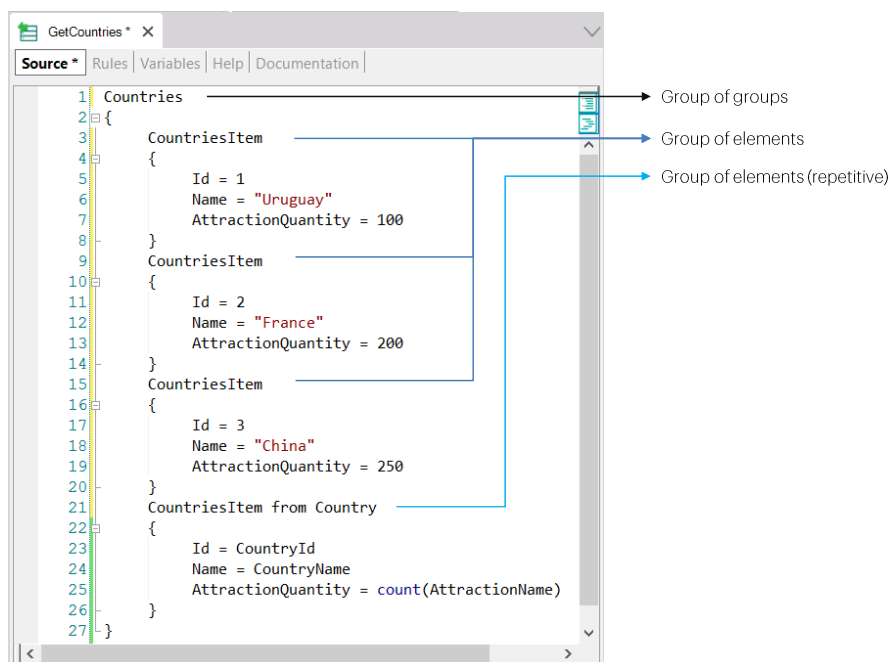 GetCountries *
Source * Rules Variables Help Documentation
1 Countries
2 {
3 CountriesItem
4 {
5 Id = 1
6 Name = "Uruguay"
7 AttractionQuantity = 100
8 }
9 CountriesItem
10 {
11 Id = 2
12 Name = "France"
13 AttractionQuantity = 200
14 }
15 CountriesItem
16 {
17 Id = 3
18 Name = "China"
19 AttractionQuantity = 250
20 }
21 CountriesItem from Country
22 {
23 Id = CountryId
24 Name = CountryName
25 AttractionQuantity = count(AttractionName)
26 }
27 }
Group of groups
Group of elements
Group of elements (repetitive)